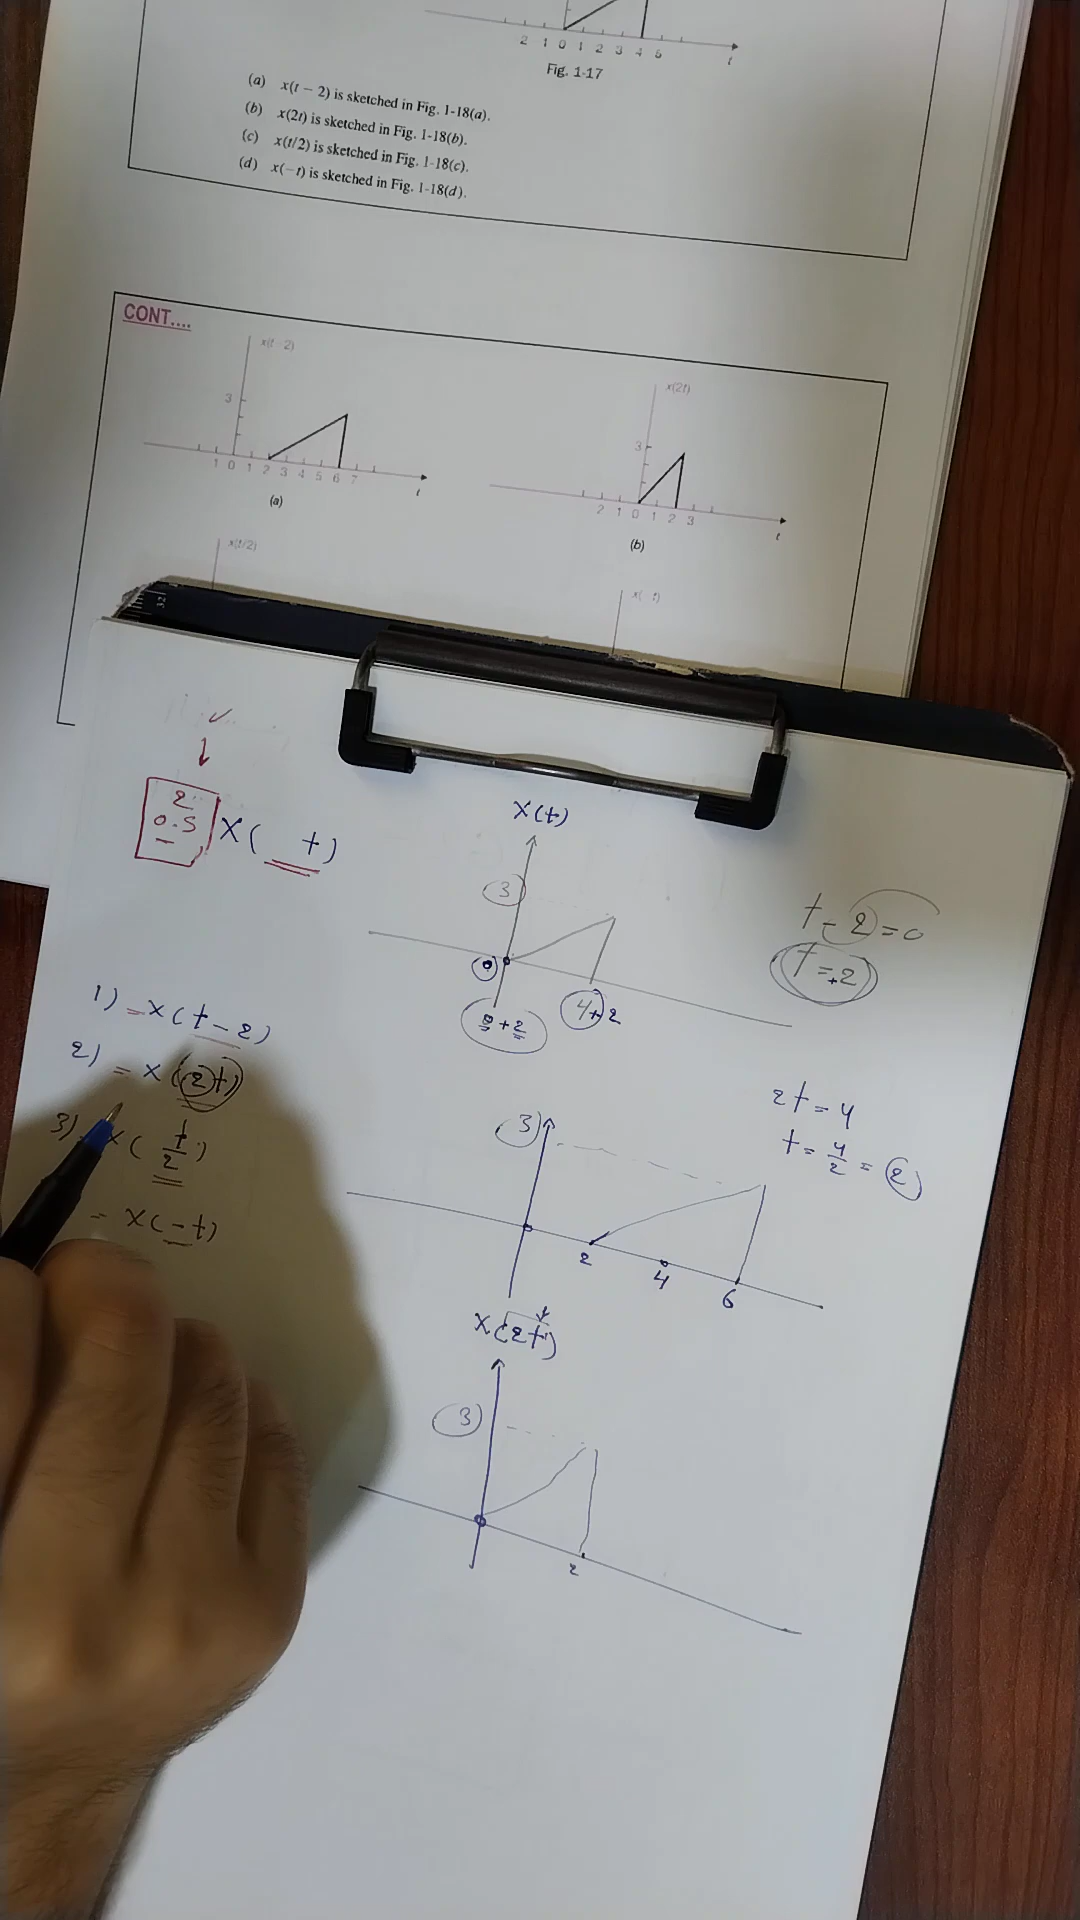 2 1 0 1 2 3 4 5
t
Fig. 1-17
(a) x(t − 2) is sketched in Fig. 1-18(a).
(b) x(2t) is sketched in Fig. 1-18(b).
(c) x(t/2) is sketched in Fig. 1-18(c).
(d) x(−t) is sketched in Fig. 1-18(d).
CONT....
x(t − 2)
3
1 0 1 2 3 4 5 6 7
t
(a)
x(2t)
3
2 1 0 1 2 3
t
(b)
x(t/2)
x( t)
32
2
0.5 X( t)
X(t)
3
0
0+2
4+2
t-2=0
t=+2
1) =x(t-2)
2) =x(2t)
3) x(t/2)
=x(-t)
2t=4
t=4/2=2
3
2 4 6
x(2t)
3
2